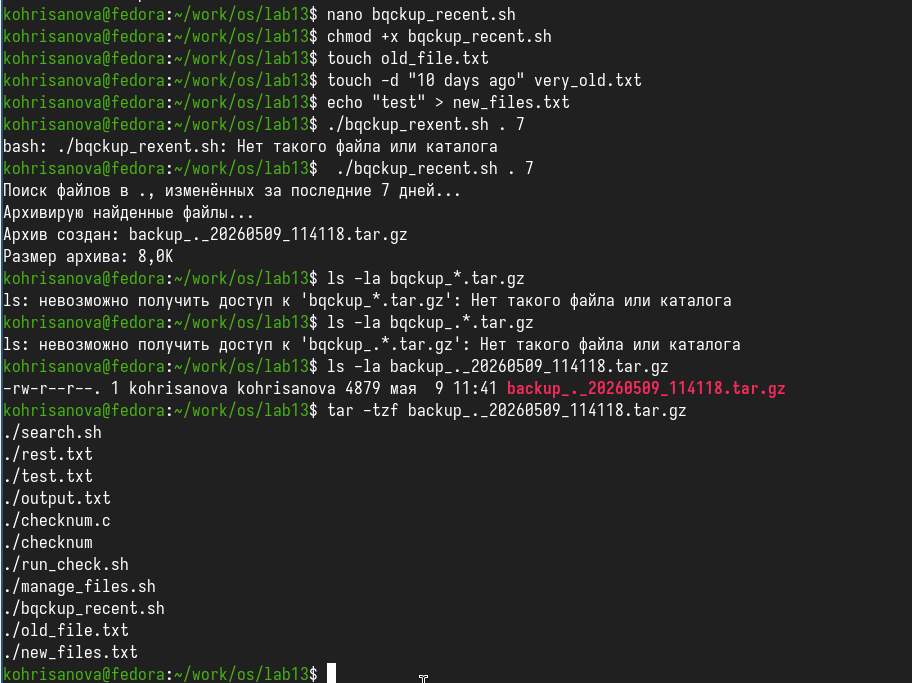 kohrisanova@fedora:~/work/os/lab13$ nano bqckup_recent.sh
kohrisanova@fedora:~/work/os/lab13$ chmod +x bqckup_recent.sh
kohrisanova@fedora:~/work/os/lab13$ touch old_file.txt
kohrisanova@fedora:~/work/os/lab13$ touch -d "10 days ago" very_old.txt
kohrisanova@fedora:~/work/os/lab13$ echo "test" > new_files.txt
kohrisanova@fedora:~/work/os/lab13$ ./bqckup_rexent.sh . 7
bash: ./bqckup_rexent.sh: Нет такого файла или каталога
kohrisanova@fedora:~/work/os/lab13$  ./bqckup_recent.sh . 7
Поиск файлов в ., изменённых за последние 7 дней...
Архивирую найденные файлы...
Архив создан: backup_._20260509_114118.tar.gz
Размер архива: 8,0K
kohrisanova@fedora:~/work/os/lab13$ ls -la bqckup_*.tar.gz
ls: невозможно получить доступ к 'bqckup_*.tar.gz': Нет такого файла или каталога
kohrisanova@fedora:~/work/os/lab13$ ls -la bqckup_.*.tar.gz
ls: невозможно получить доступ к 'bqckup_.*.tar.gz': Нет такого файла или каталога
kohrisanova@fedora:~/work/os/lab13$ ls -la backup_._20260509_114118.tar.gz
-rw-r--r--. 1 kohrisanova kohrisanova 4879 мая  9 11:41 backup_._20260509_114118.tar.gz
kohrisanova@fedora:~/work/os/lab13$ tar -tzf backup_._20260509_114118.tar.gz
./search.sh
./rest.txt
./test.txt
./output.txt
./checknum.c
./checknum
./run_check.sh
./manage_files.sh
./bqckup_recent.sh
./old_file.txt
./new_files.txt
kohrisanova@fedora:~/work/os/lab13$